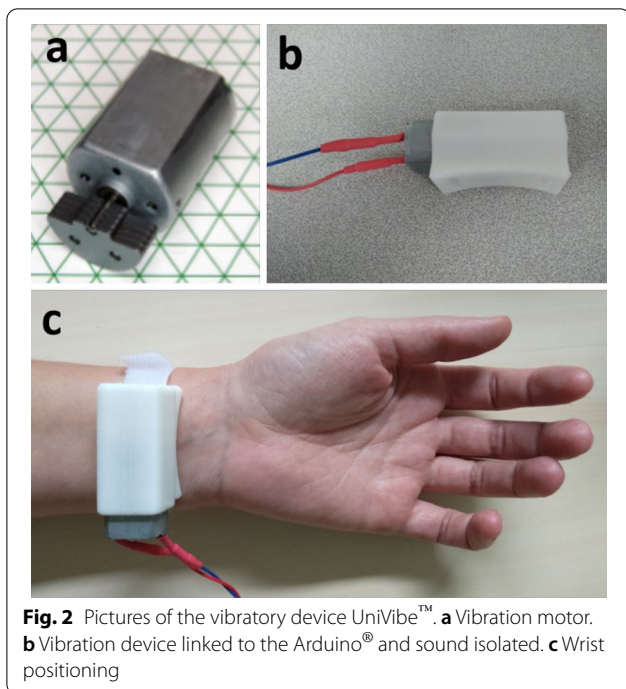 a
b
c
Fig. 2 Pictures of the vibratory device UniVibe™. a Vibration motor.
b Vibration device linked to the Arduino® and sound isolated. c Wrist
positioning